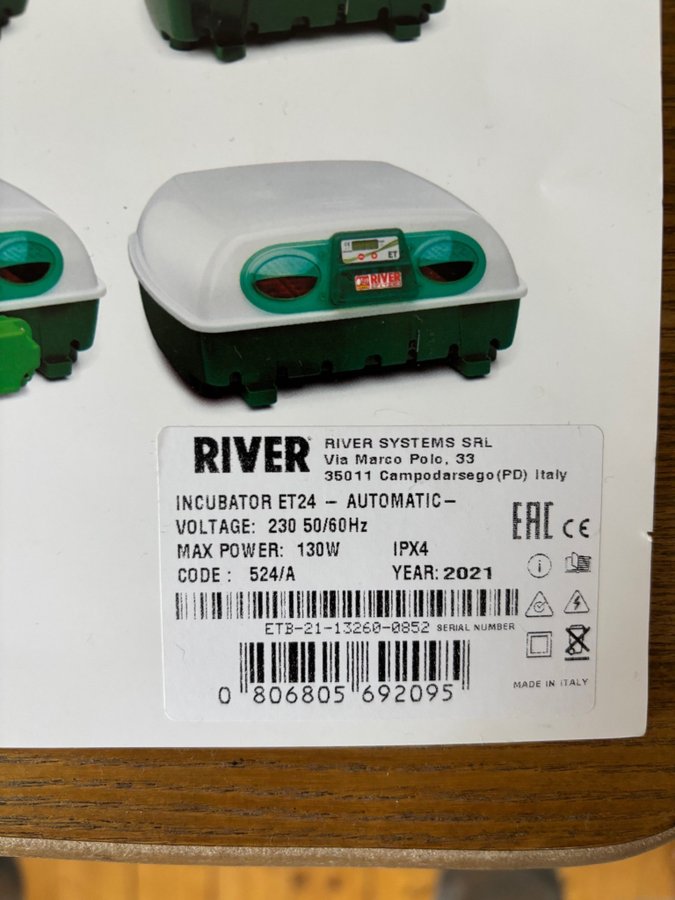 ET
RIVER
RIVER
RIVER SYSTEMS SRL
Via Marco Polo, 33
35011 Campodarsego(PD) Italy
INCUBATOR ET24 – AUTOMATIC–
VOLTAGE: 230 50/60Hz
MAX POWER: 130W IPX4
CODE : 524/A YEAR: 2021
EAC CE
ETB-21-13260-0852 SERIAL NUMBER
0 806805 692095
MADE IN ITALY